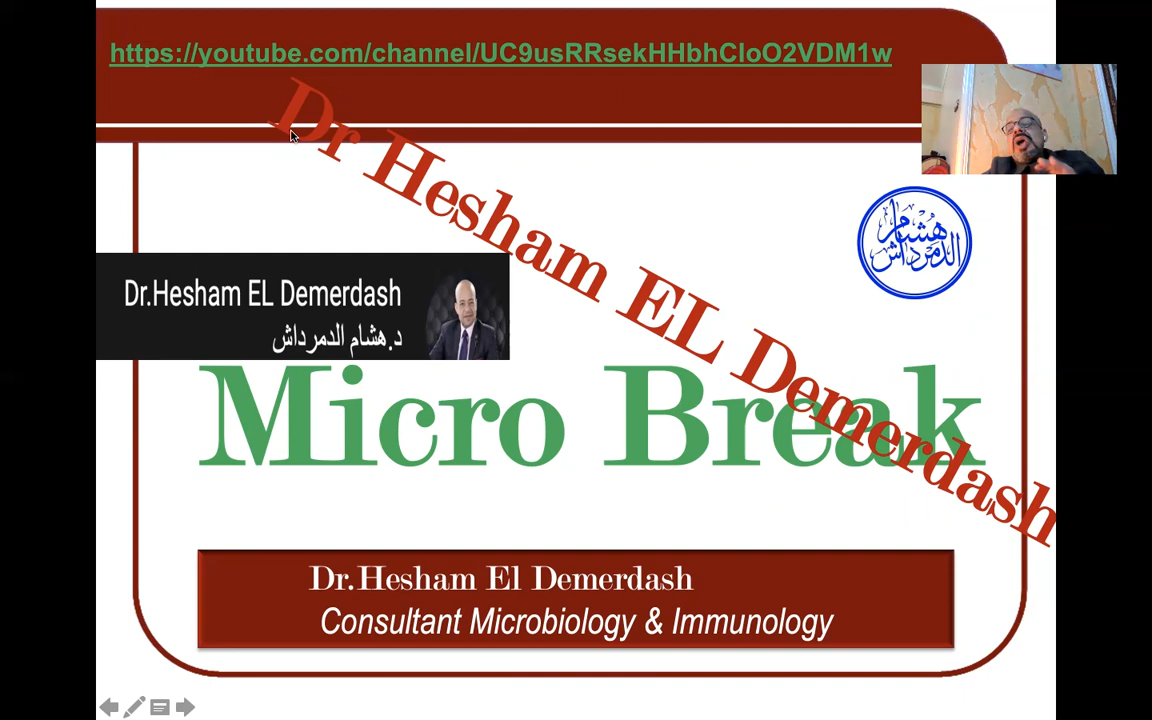 https://youtube.com/channel/UC9usRRsekHHbhCIoO2VDM1w
Dr Hesham EL Demerdash
هشام
الدمرداش
Dr.Hesham EL Demerdash
د.هشام الدمرداش
Micro Break
Dr.Hesham El Demerdash
Consultant Microbiology & Immunology